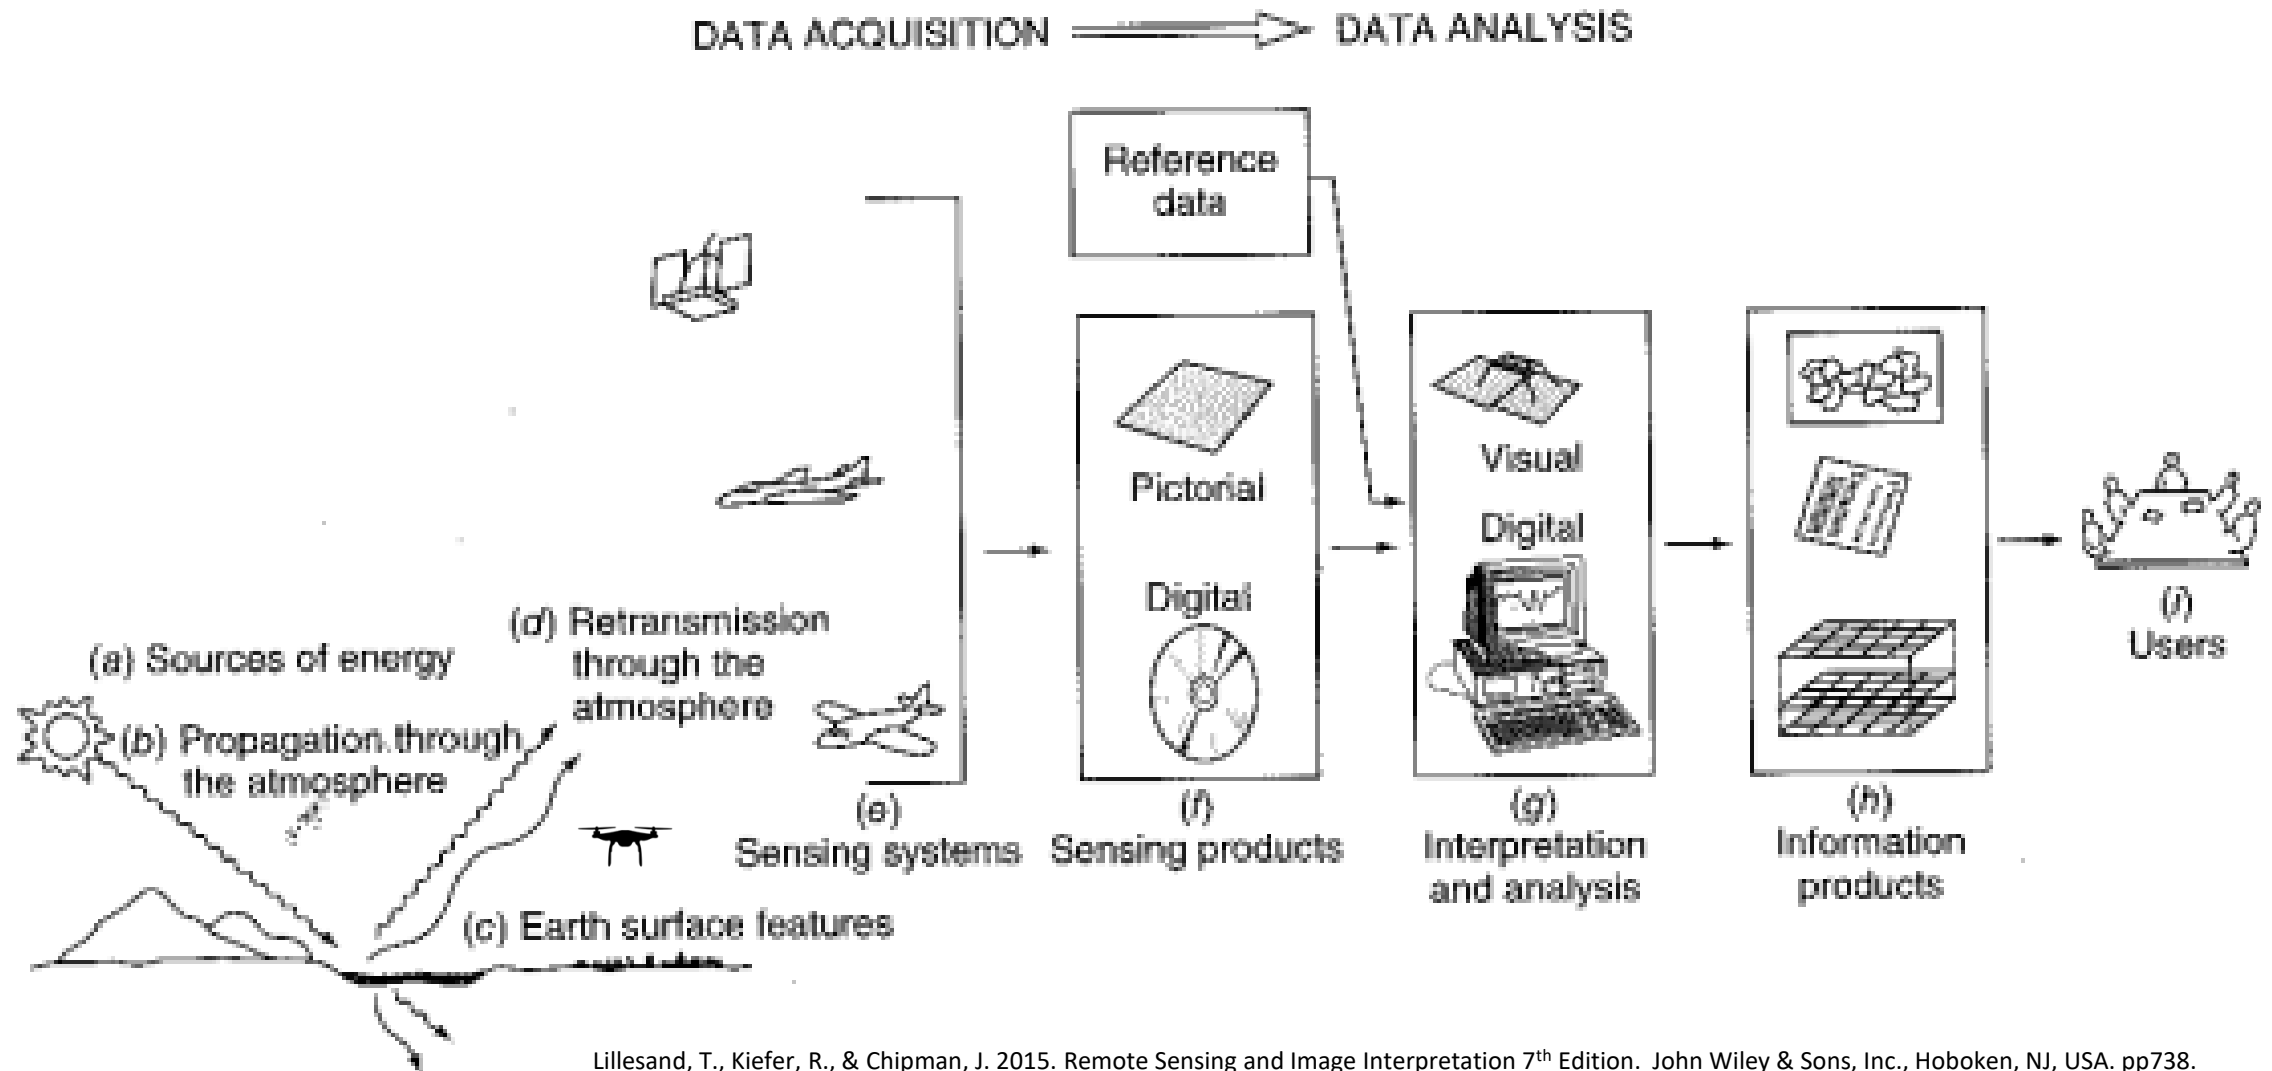 DATA ACQUISITION
DATA ANALYSIS
Reference
data
(a) Sources of energy
(b) Propagation through
the atmosphere
(c) Earth surface features
(d) Retransmission
through the
atmosphere
(e)
Sensing systems
Pictorial
Digital
(f)
Sensing products
Visual
Digital
(g)
Interpretation
and analysis
(h)
Information
products
(i)
Users
Lillesand, T., Kiefer, R., & Chipman, J. 2015. Remote Sensing and Image Interpretation 7th Edition. John Wiley & Sons, Inc., Hoboken, NJ, USA. pp738.